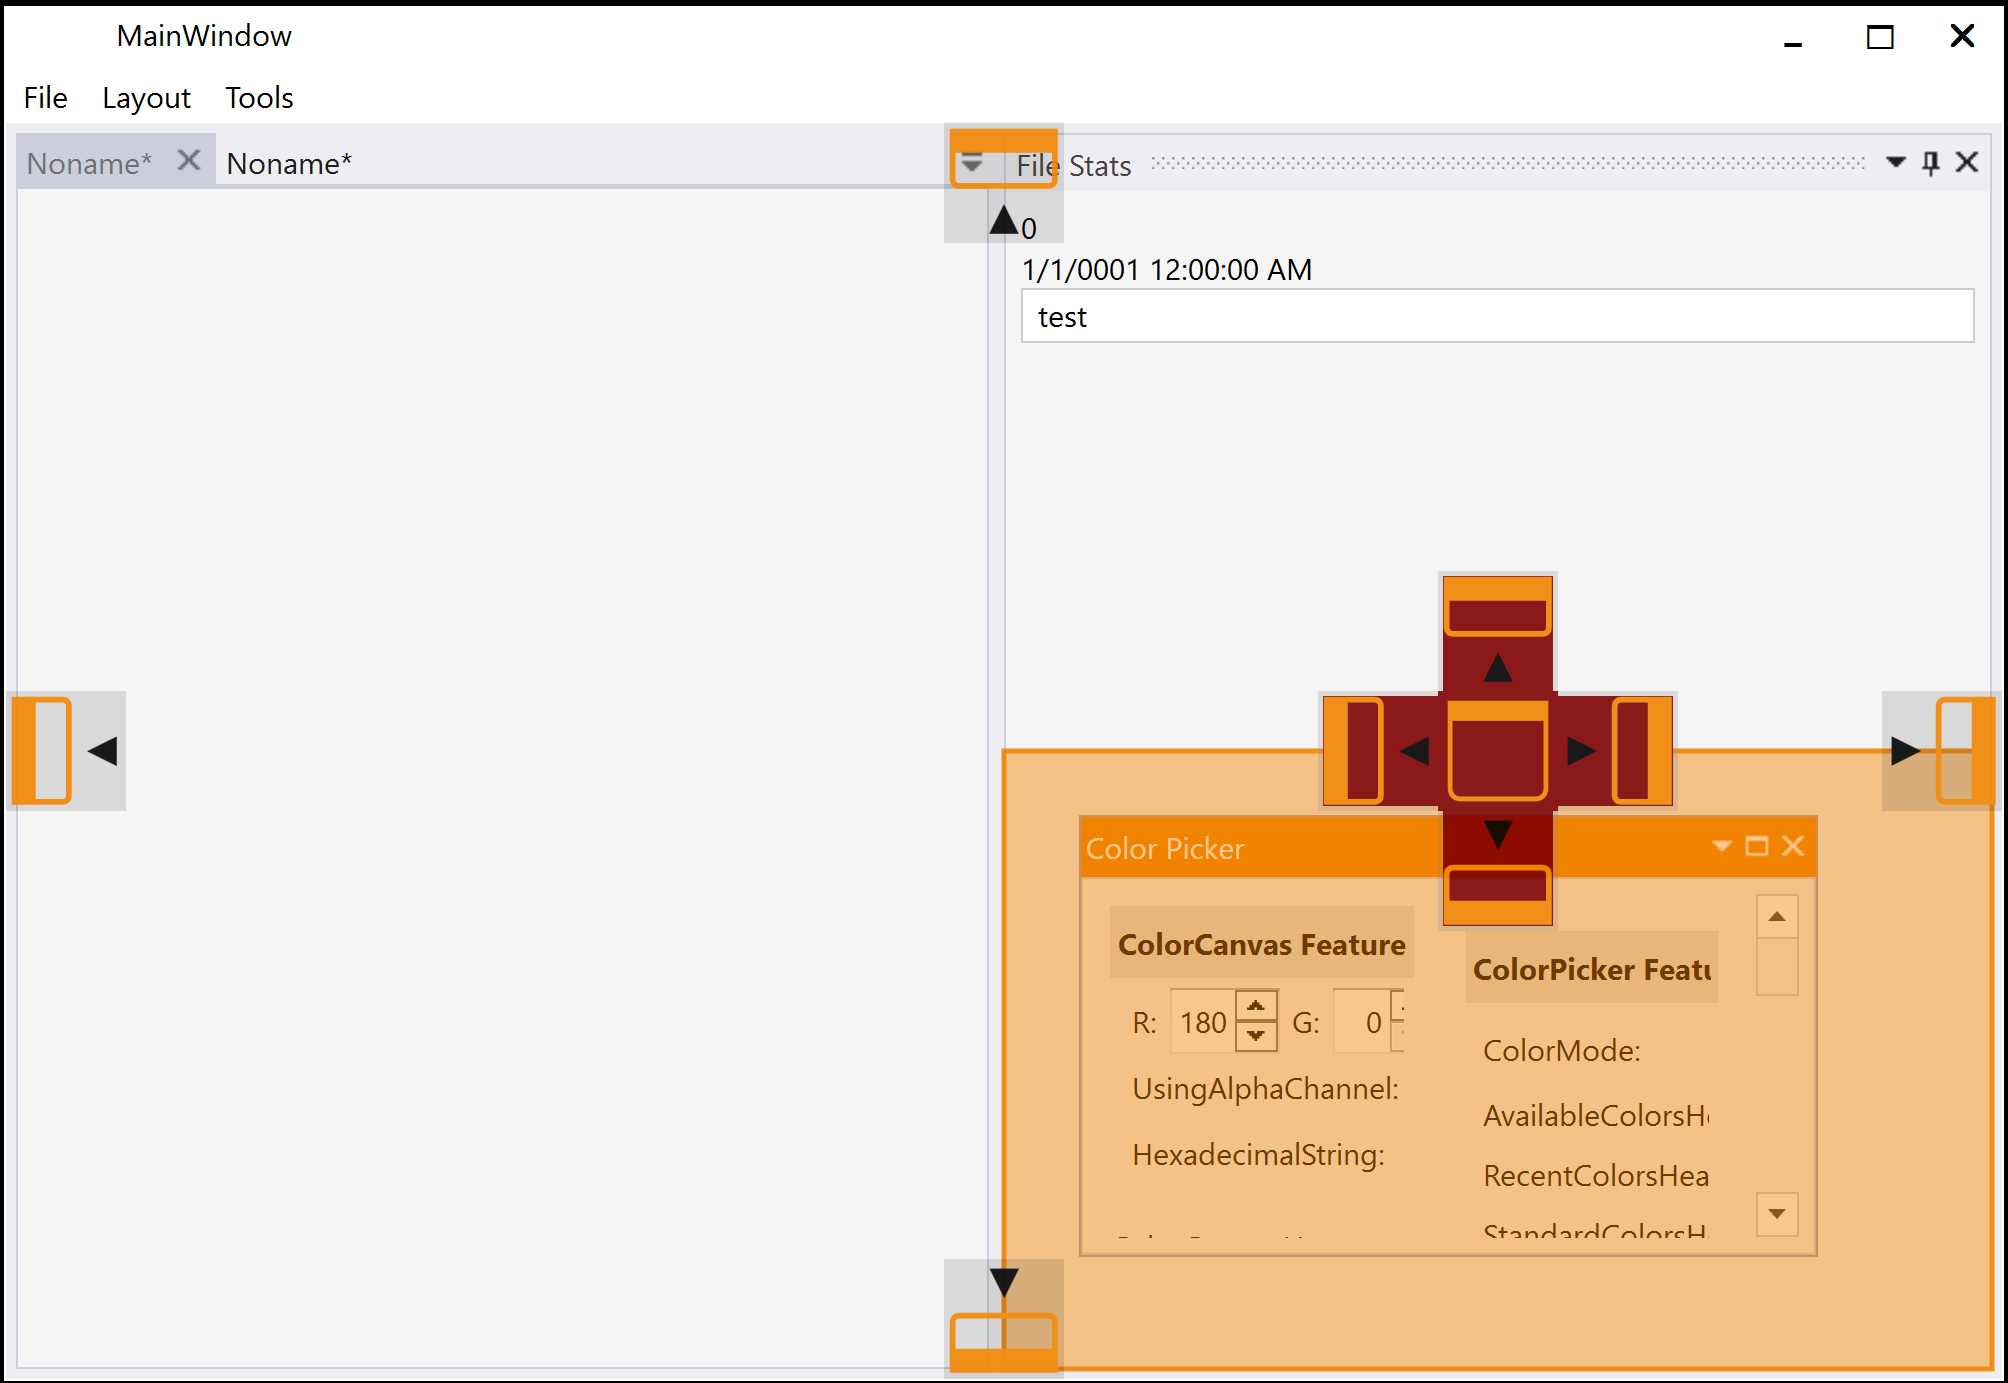 MainWindow
File Layout Tools
Noname* Noname*
File Stats
0
1/1/0001 12:00:00 AM
test
Color Picker
ColorCanvas Feature
ColorPicker Featu
R: 180 G: 0
ColorMode:
UsingAlphaChannel:
AvailableColorsH
HexadecimalString:
RecentColorsHea
StandardColorsH